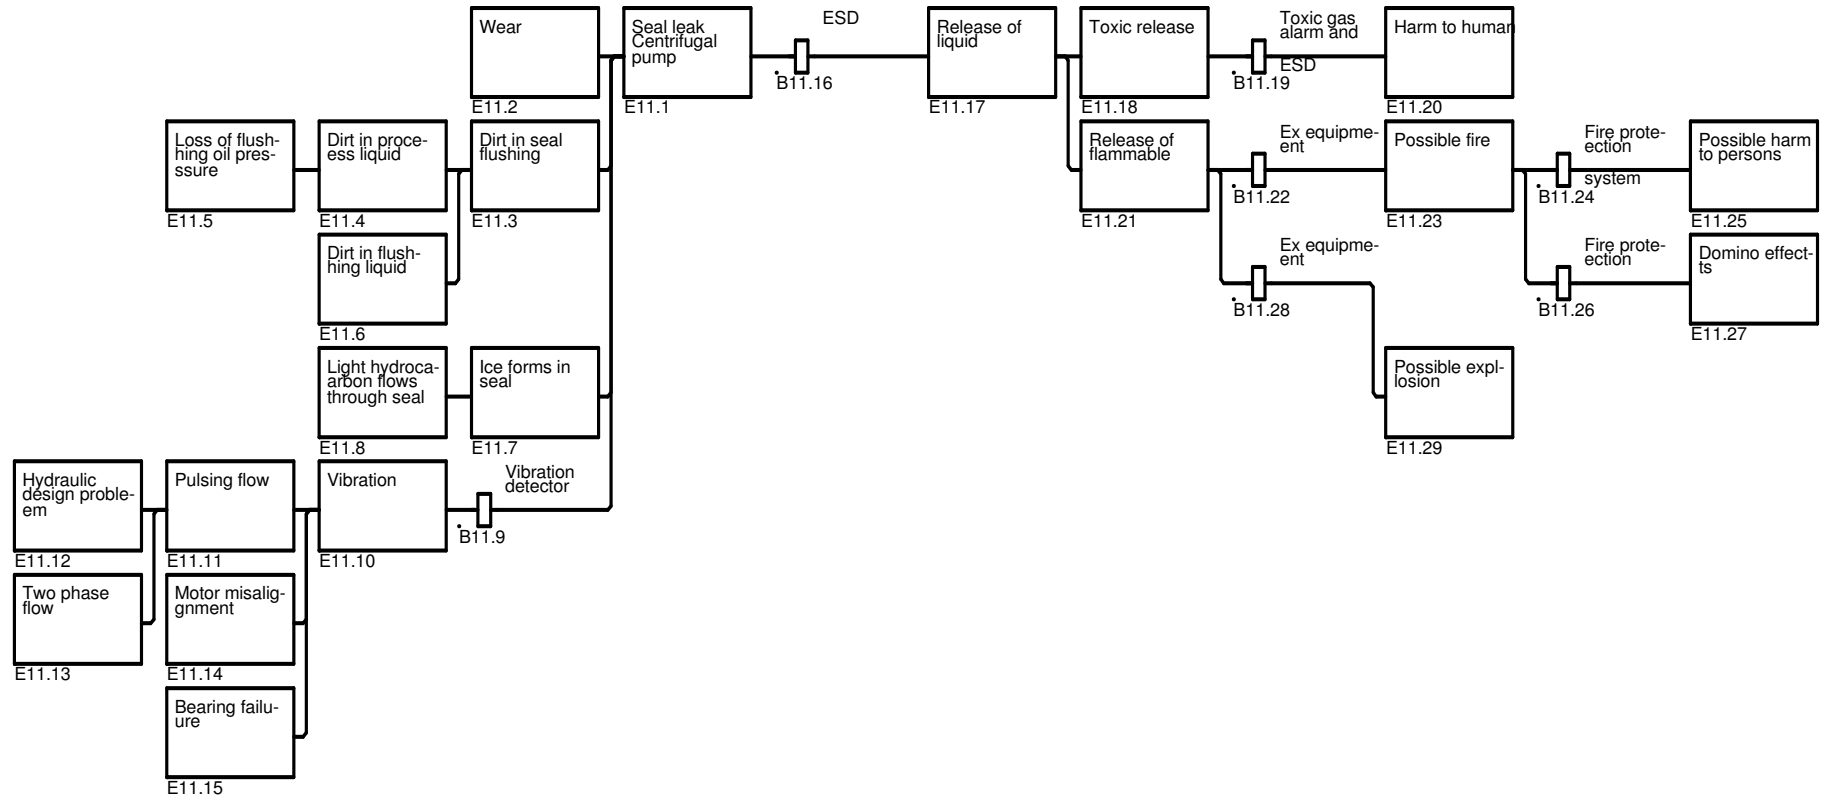 Wear
E11.2
Seal leak
Centrifugal
pump
E11.1
ESD
B11.16
Release of
liquid
E11.17
Toxic release
E11.18
Toxic gas
alarm and
ESD
B11.19
Harm to human
E11.20
Loss of flush-
hing oil pres-
ssure
E11.5
Dirt in proce-
ess liquid
E11.4
Dirt in seal
flushing
E11.3
Release of
flammable
E11.21
Ex equipme-
ent
B11.22
Possible fire
E11.23
Fire prote-
ection
system
B11.24
Possible harm
to persons
E11.25
Dirt in flush-
hing liquid
E11.6
Ex equipme-
ent
B11.28
Fire prote-
ection
B11.26
Domino effect-
ts
E11.27
Light hydroca-
arbon flows
through seal
E11.8
Ice forms in
seal
E11.7
Possible expl-
losion
E11.29
Hydraulic
design proble-
em
E11.12
Pulsing flow
E11.11
Vibration
E11.10
Vibration
detector
B11.9
Two phase
flow
E11.13
Motor misalig-
gnment
E11.14
Bearing failu-
ure
E11.15